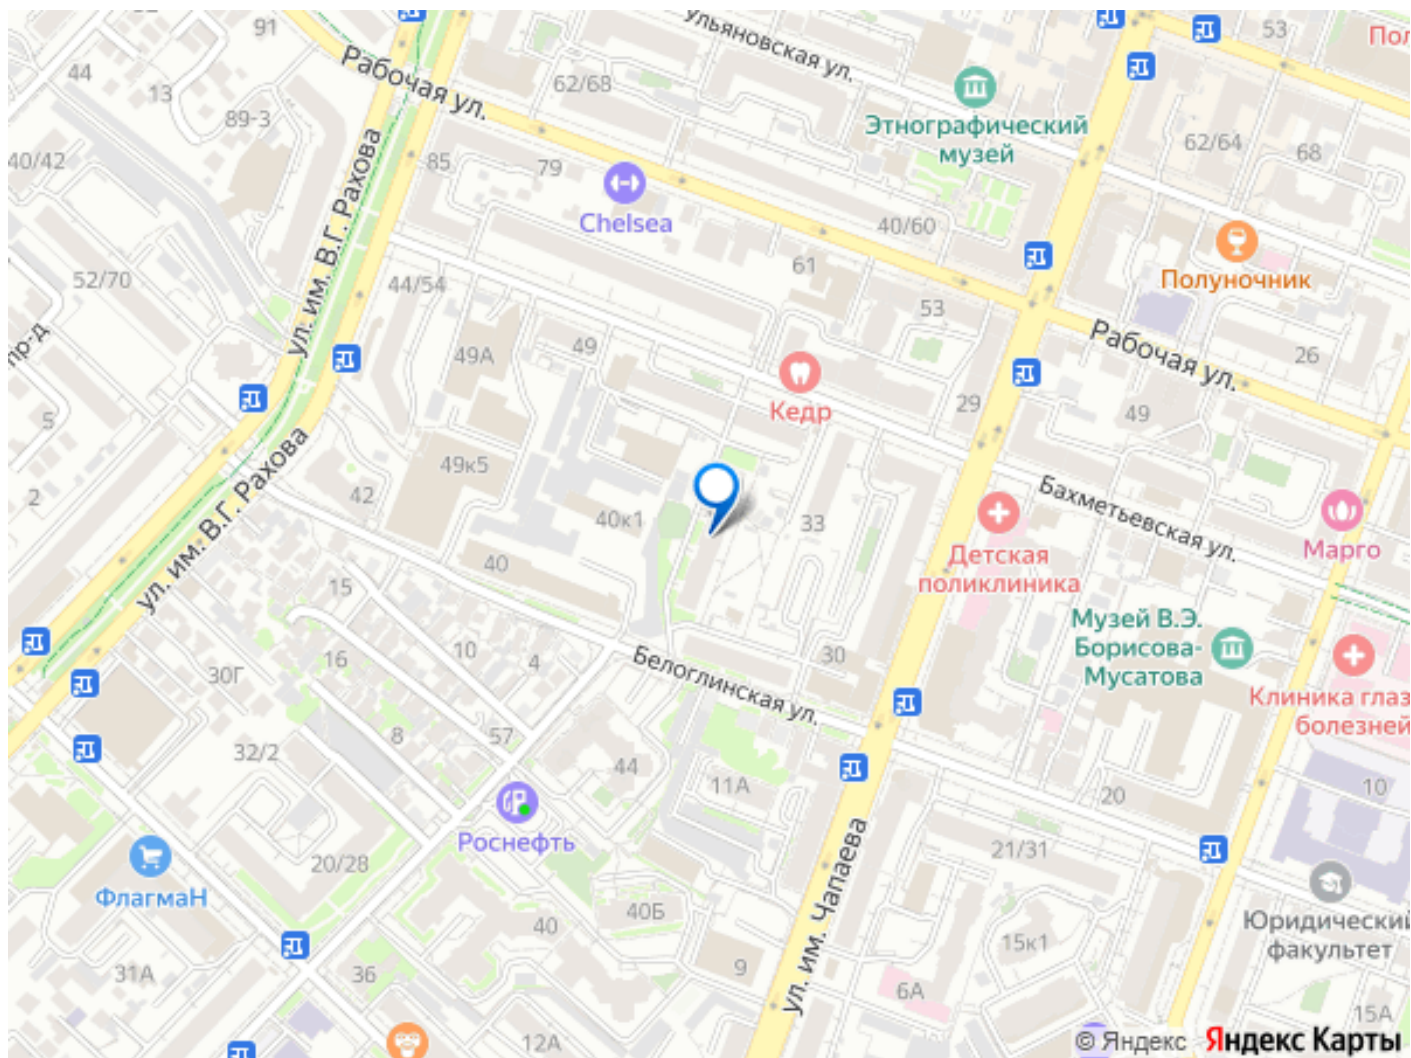 91
Ульяновская ул.
53
Пол
44
Рабочая ул.
62/68
13
Этнографический
музей
89-3
62/64
68
40/42
85
79
ул. им. В.Г. Рахова
Chelsea
40/60
61
Полуночник
52/70
44/54
53
Рабочая ул.
пр-д
49А
49
26
29
Кедр
49
5
49к5
42
2
ул. им. В.Г. Рахова
40к1
33
Бахметьевская ул.
Марго
Детская
поликлиника
40
15
Музей В.Э.
Борисова-
Мусатова
10
16
4
Белоглинская ул.
30
30Г
Клиника глаз
болезней
8
57
32/2
44
11А
10
20
Роснефть
20/28
21/31
ФлагмаН
ул. им. Чапаева
40
40Б
Юридический
факультет
15к1
9
31А
36
6А
15А
12А
© Яндекс Яндекс Карты